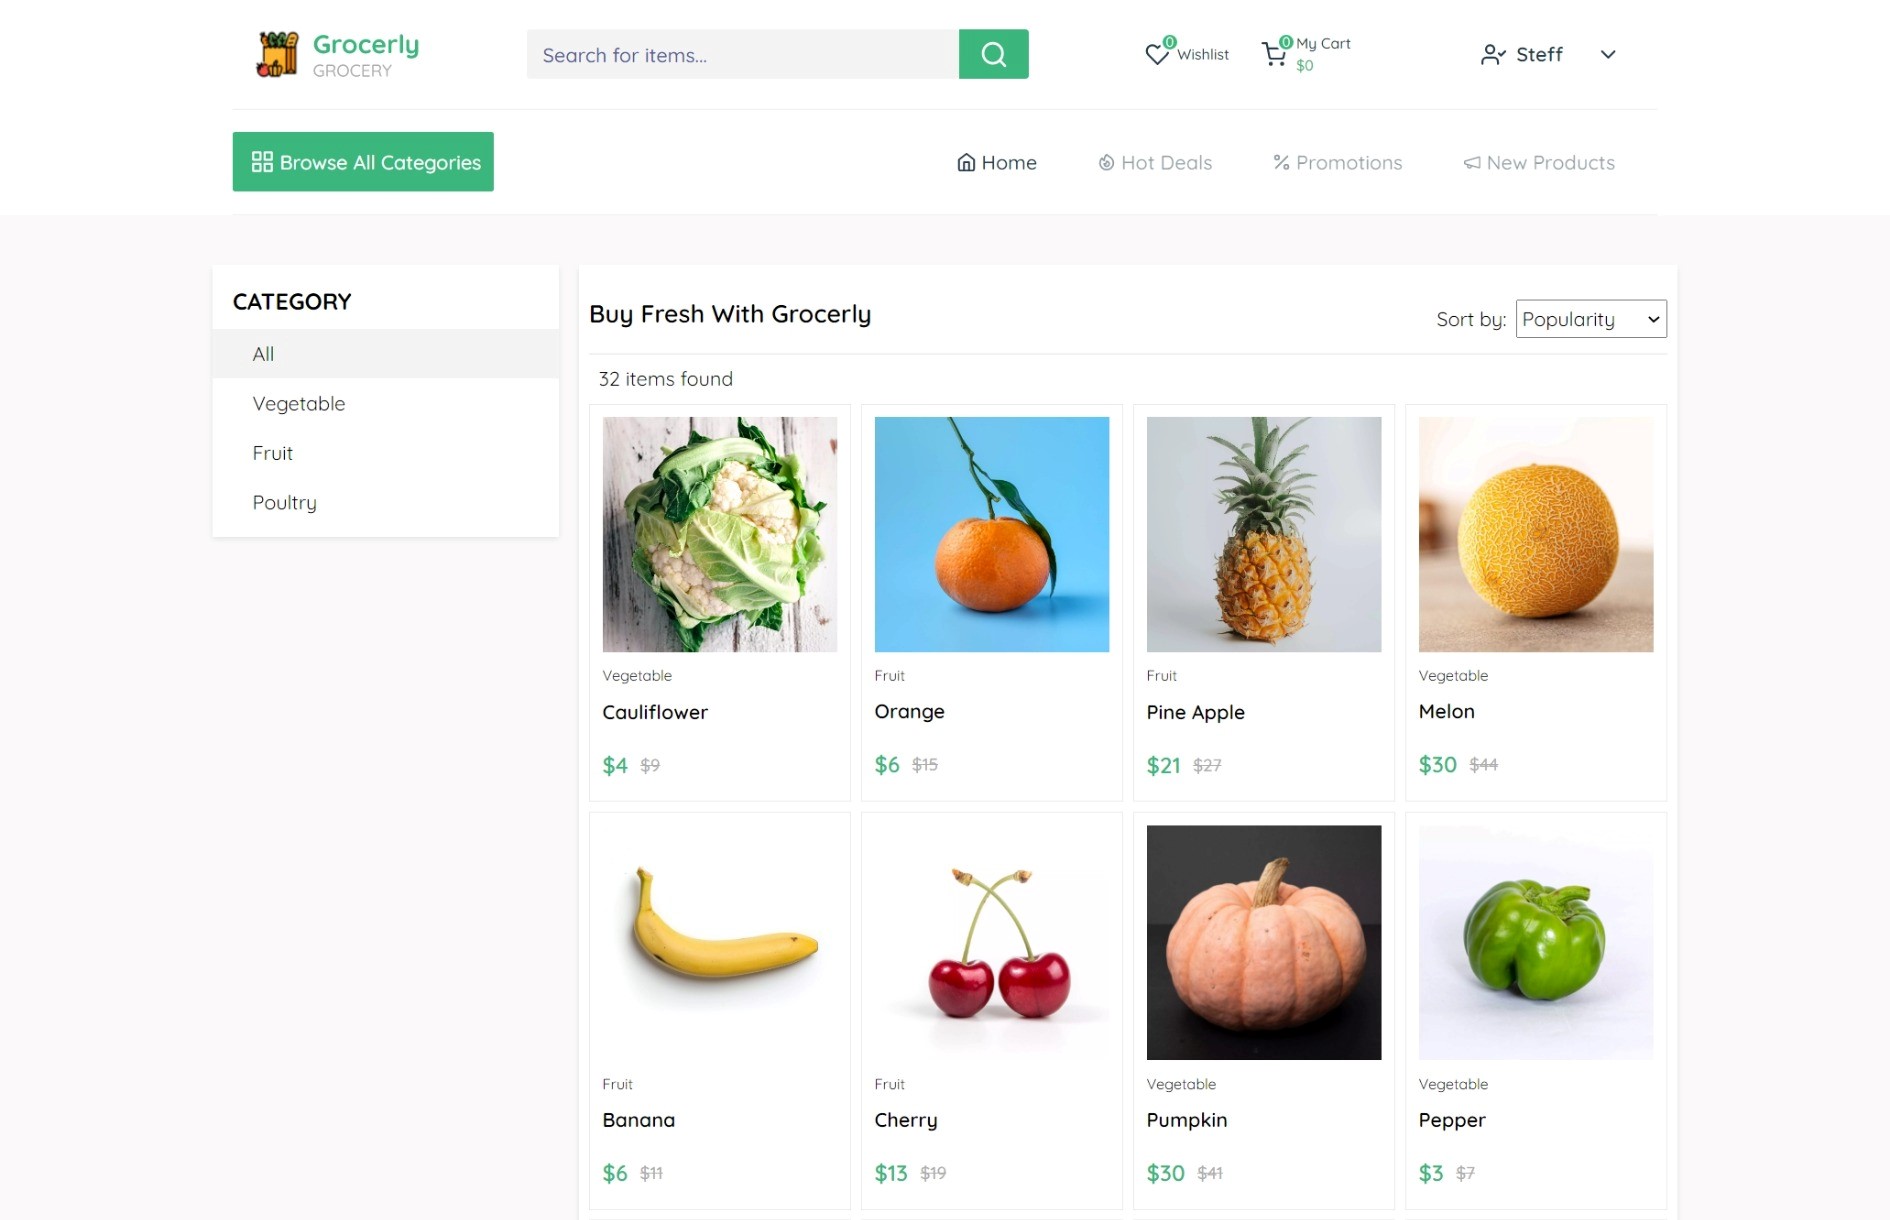 Grocerly
GROCERY
Search for items...
0
Wishlist
0
My Cart
$0
Steff
Browse All Categories
Home
Hot Deals
Promotions
New Products
CATEGORY
All
Vegetable
Fruit
Poultry
Buy Fresh With Grocerly
Sort by: Popularity
32 items found
Vegetable
Cauliflower
$4 $9
Fruit
Orange
$6 $15
Fruit
Pine Apple
$21 $27
Vegetable
Melon
$30 $44
Fruit
Banana
$6 $11
Fruit
Cherry
$13 $19
Vegetable
Pumpkin
$30 $41
Vegetable
Pepper
$3 $7